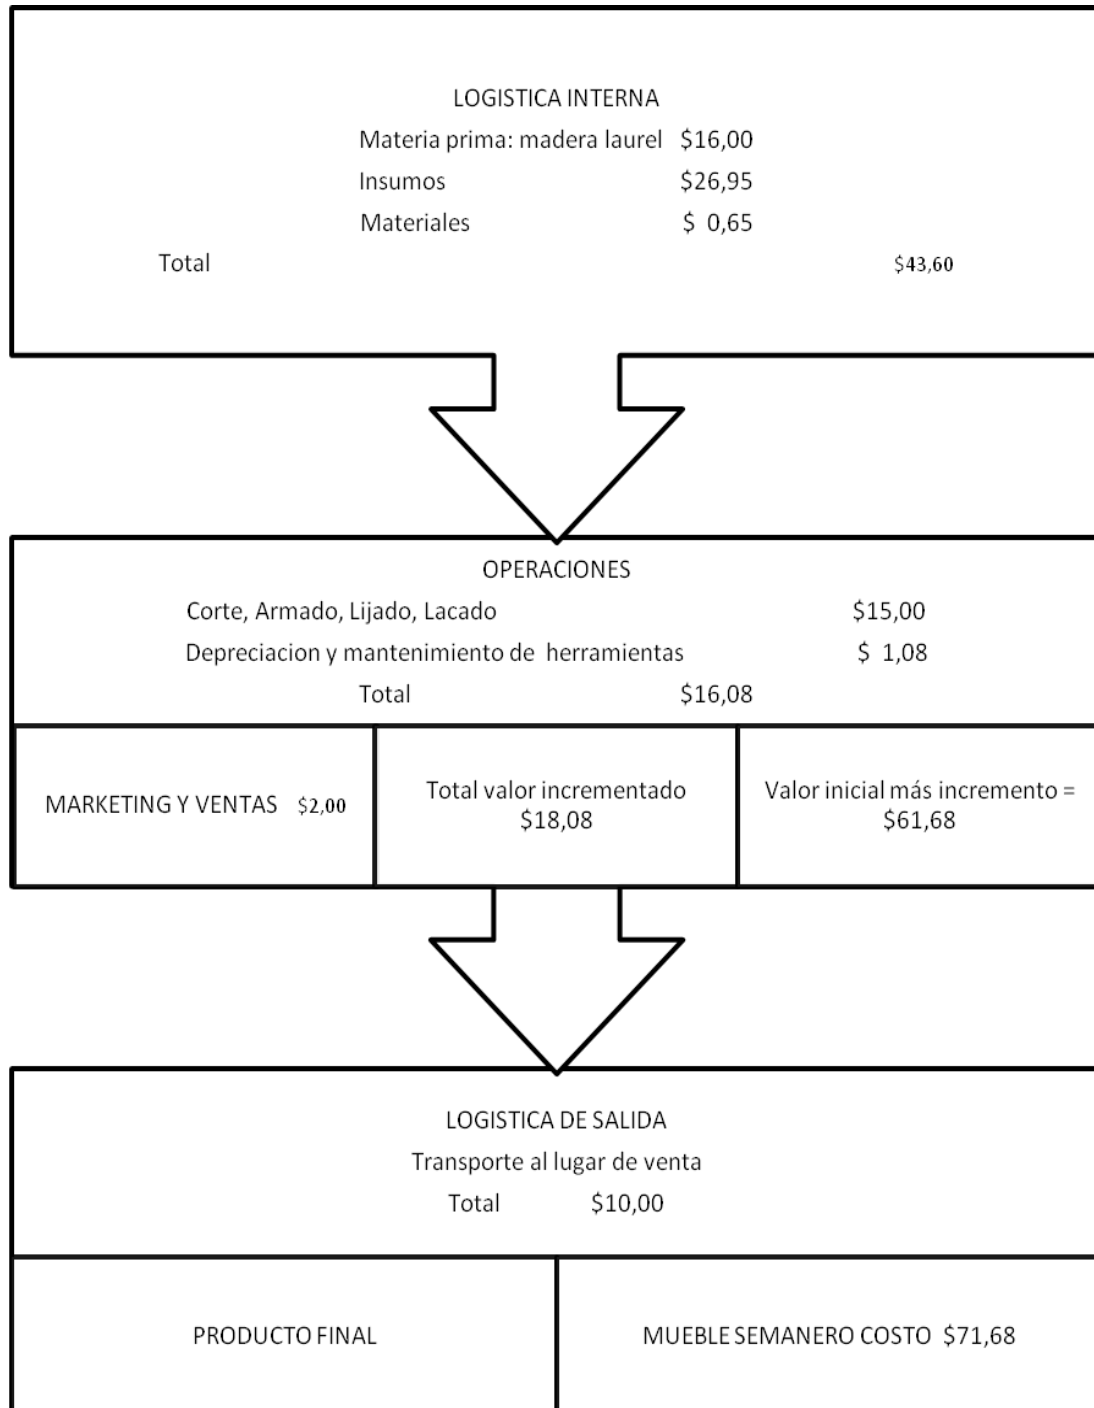 LOGISTICA INTERNA
Materia prima: madera laurel $16,00
Insumos $26,95
Materiales $ 0,65
Total $43,60
OPERACIONES
Corte, Armado, Lijado, Lacado $15,00
Depreciacion y mantenimiento de herramientas $ 1,08
Total $16,08
MARKETING Y VENTAS $2,00
Total valor incrementado
$18,08
Valor inicial más incremento =
$61,68
LOGISTICA DE SALIDA
Transporte al lugar de venta
Total $10,00
PRODUCTO FINAL
MUEBLE SEMANERO COSTO $71,68